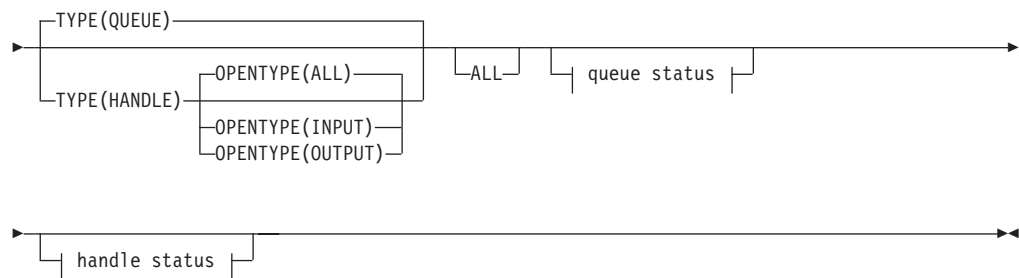 TYPE(QUEUE)
TYPE(HANDLE)
OPENTYPE(ALL)
OPENTYPE(INPUT)
OPENTYPE(OUTPUT)
ALL
queue status
handle status